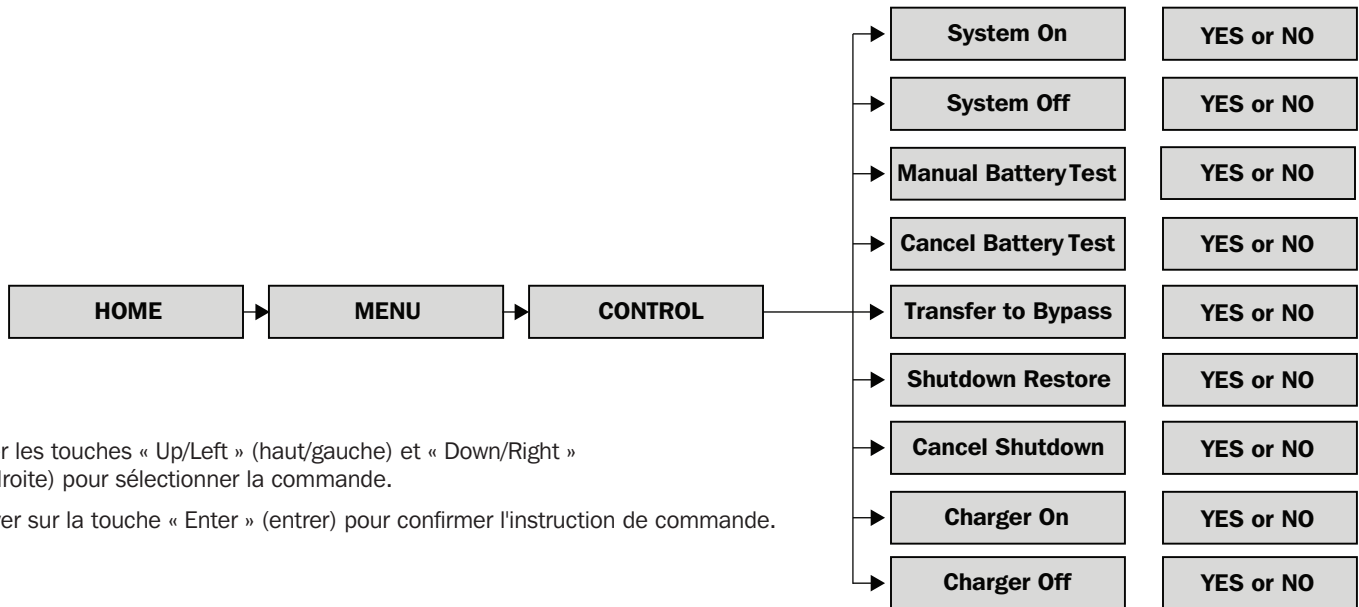 System On YES or NO
System Off YES or NO
Manual Battery Test YES or NO
Cancel Battery Test YES or NO
HOME MENU CONTROL Transfer to Bypass YES or NO
Shutdown Restore YES or NO
les touches « Up/Left » (haut/gauche) et « Down/Right »
Cancel Shutdown YES or NO
pour sélectionner la commande.
Charger On YES or NO
sur la touche « Enter » (entrer) pour confirmer l'instruction de commande.
Charger Off YES or NO